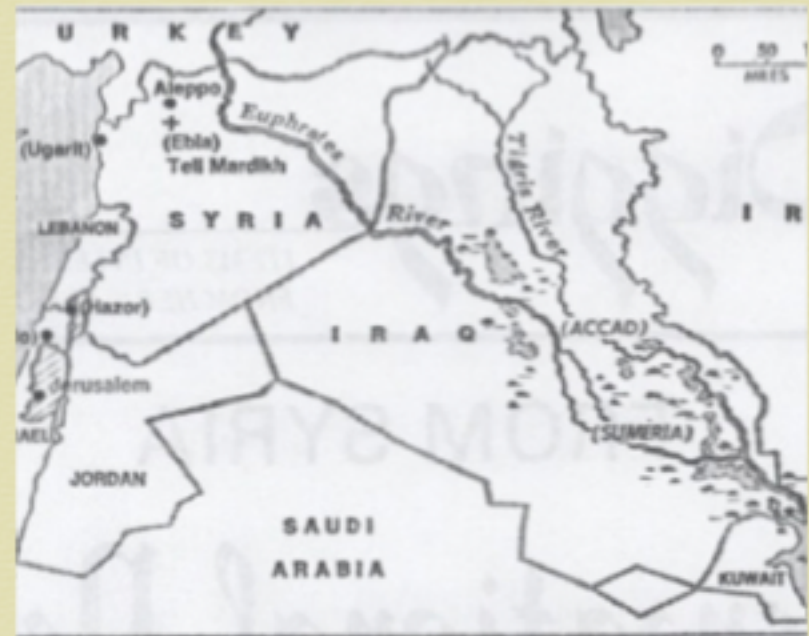 U R K E Y
0 50
MILES
Aleppo
(Ugarit)
(Ebla)
Tell Mardikh
Euphrates
River
Tigris River
S Y R I A
LEBANON
I R
(Hazor)
I R A Q
(ACCAD)
Jerusalem
(SUMERIA)
JORDAN
SAUDI
ARABIA
KUWAIT